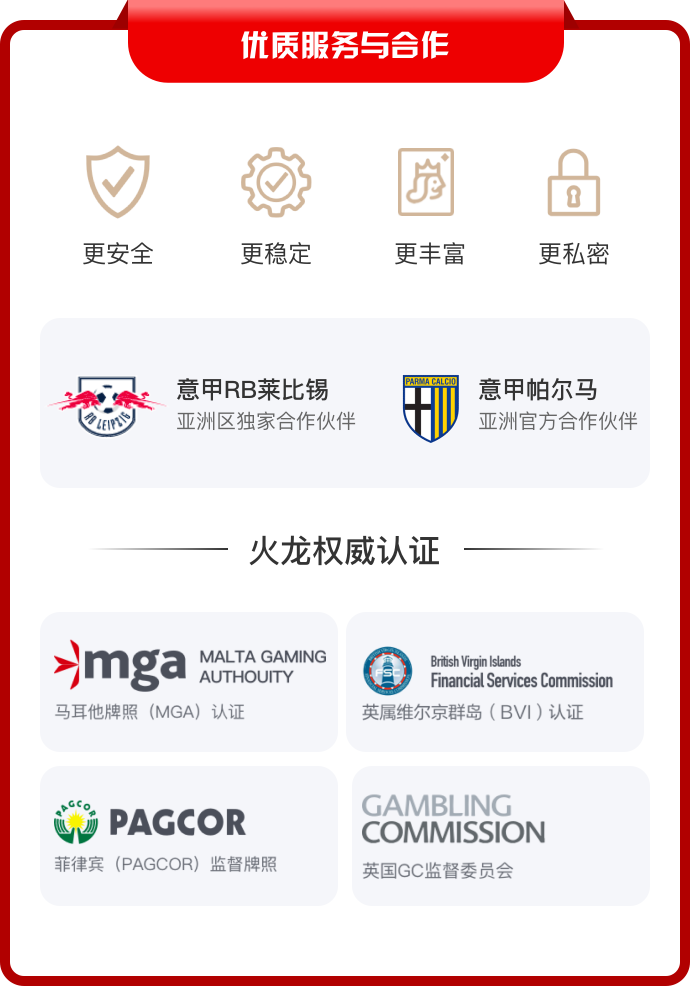 优质服务与合作
更安全
更稳定
更丰富
更私密
RB LEIPZIG
意甲RB莱比锡
亚洲区独家合作伙伴
PARMA CALCIO
意甲帕尔马
亚洲官方合作伙伴
火龙权威认证
mga
MALTA GAMING
AUTHOUITY
马耳他牌照（MGA）认证
FSC
British Virgin Islands
Financial Services Commission
英属维尔京群岛（BVI）认证
PAGCOR
PAGCOR
菲律宾（PAGCOR）监督牌照
GAMBLING
COMMISSION
英国GC监督委员会